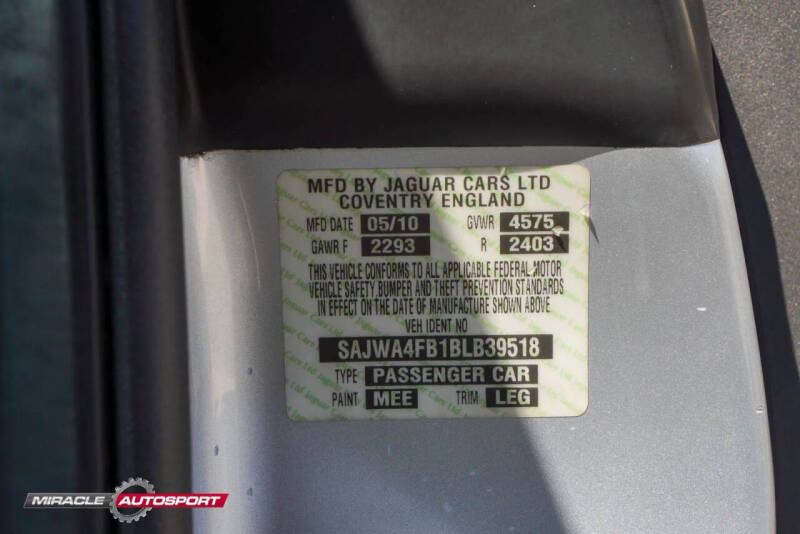 MFD BY JAGUAR CARS LTD
COVENTRY ENGLAND
MFD DATE 05/10 GVWR 4575
GAWR F 2293 R 2403
THIS VEHICLE CONFORMS TO ALL APPLICABLE FEDERAL MOTOR
VEHICLE SAFETY BUMPER AND THEFT PREVENTION STANDARDS
IN EFFECT ON THE DATE OF MANUFACTURE SHOWN ABOVE
VEH IDENT NO
SAJWA4FB1BLB39518
TYPE PASSENGER CAR
PAINT MEE TRIM LEG
MIRACLE AUTOSPORT